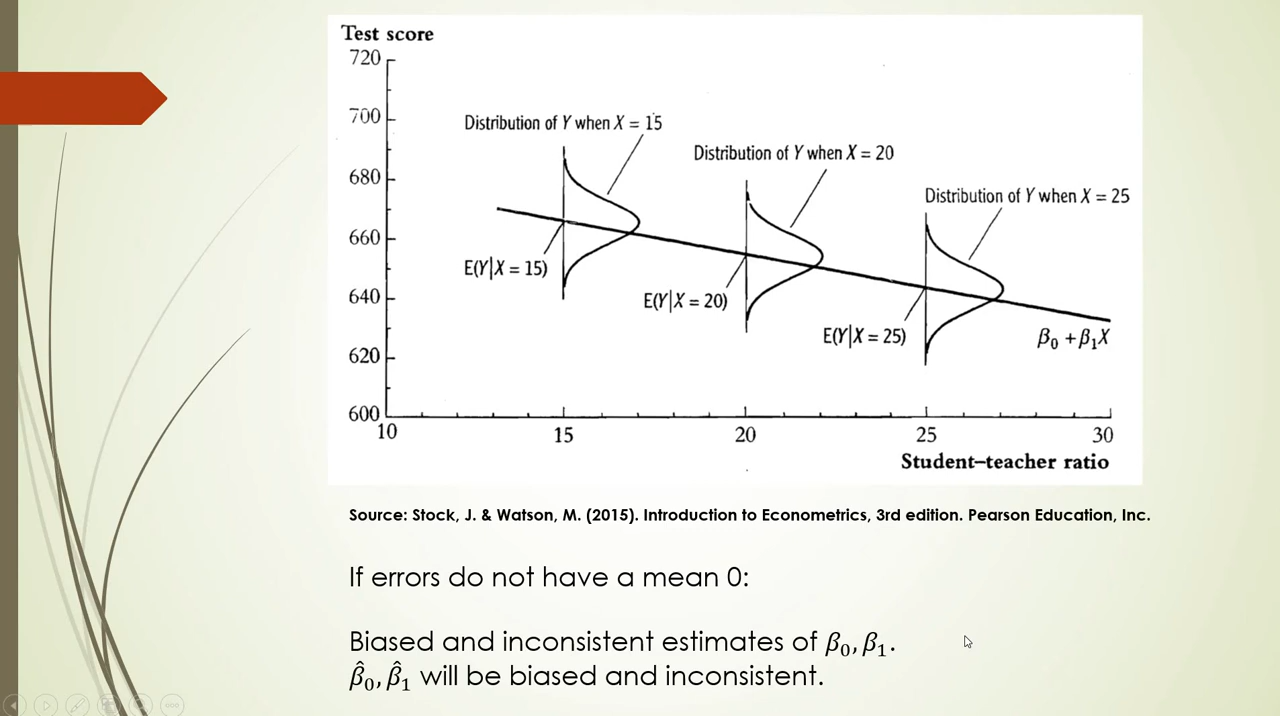 Test score
720
700
680
660
640
620
600
10
15
20
25
30
Student–teacher ratio
Distribution of Y when X = 15
Distribution of Y when X = 20
Distribution of Y when X = 25
E(Y|X = 15)
E(Y|X = 20)
E(Y|X = 25)
β₀ + β₁X
Source: Stock, J. & Watson, M. (2015). Introduction to Econometrics, 3rd edition. Pearson Education, Inc.
If errors do not have a mean 0:
Biased and inconsistent estimates of β₀, β₁.
β̂₀, β̂₁ will be biased and inconsistent.